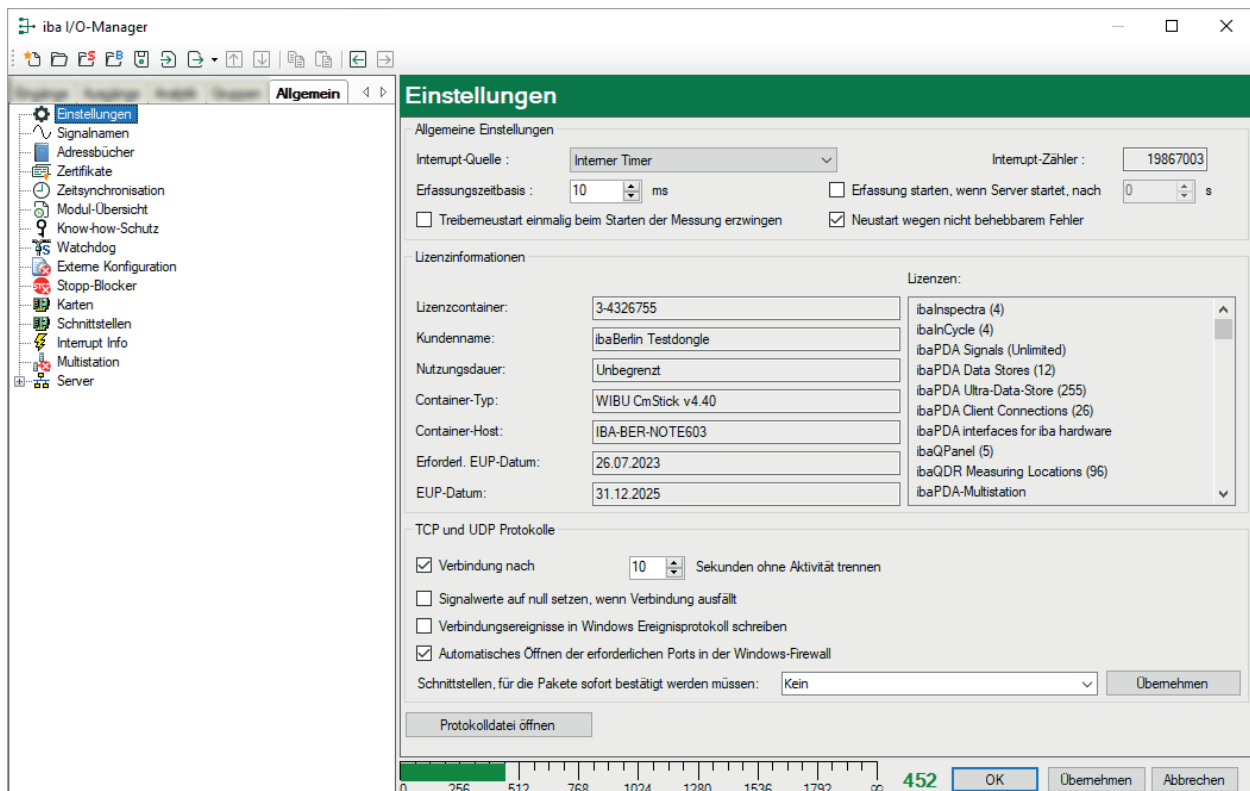 iba I/O-Manager
Allgemein
Einstellungen
Signalnamen
Adressbücher
Zertifikate
Zeitsynchronisation
Modul-Übersicht
Know-how-Schutz
Watchdog
Externe Konfiguration
Stopp-Blocker
Karten
Schnittstellen
Interrupt Info
Multistation
Server
Einstellungen
Allgemeine Einstellungen
Interrupt-Quelle : Interner Timer Interrupt-Zähler : 19867003
Erfassungszeitbasis : 10 ms Erfassung starten, wenn Server startet, nach 0 s
Treiberneustart einmalig beim Starten der Messung erzwingen Neustart wegen nicht behebbarem Fehler
Lizenzinformationen
Lizenzcontainer: 3-4326755
Kundenname: ibaBerlin Testdongle
Nutzungsdauer: Unbegrenzt
Container-Typ: WIBU CmStick v4.40
Container-Host: IBA-BER-NOTE603
Erforderl. EUP-Datum: 26.07.2023
EUP-Datum: 31.12.2025
Lizenzen:
ibaInspectra (4)
ibaInCycle (4)
ibaPDA Signals (Unlimited)
ibaPDA Data Stores (12)
ibaPDA Ultra-Data-Store (255)
ibaPDA Client Connections (26)
ibaPDA interfaces for iba hardware
ibaQPanel (5)
ibaQDR Measuring Locations (96)
ibaPDA-Multistation
TCP und UDP Protokolle
Verbindung nach 10 Sekunden ohne Aktivität trennen
Signalwerte auf null setzen, wenn Verbindung ausfällt
Verbindungsereignisse in Windows Ereignisprotokoll schreiben
Automatisches Öffnen der erforderlichen Ports in der Windows-Firewall
Schnittstellen, für die Pakete sofort bestätigt werden müssen: Kein Übernehmen
Protokolldatei öffnen
0 256 512 768 1024 1280 1536 1792 ∞ 452 OK Übernehmen Abbrechen